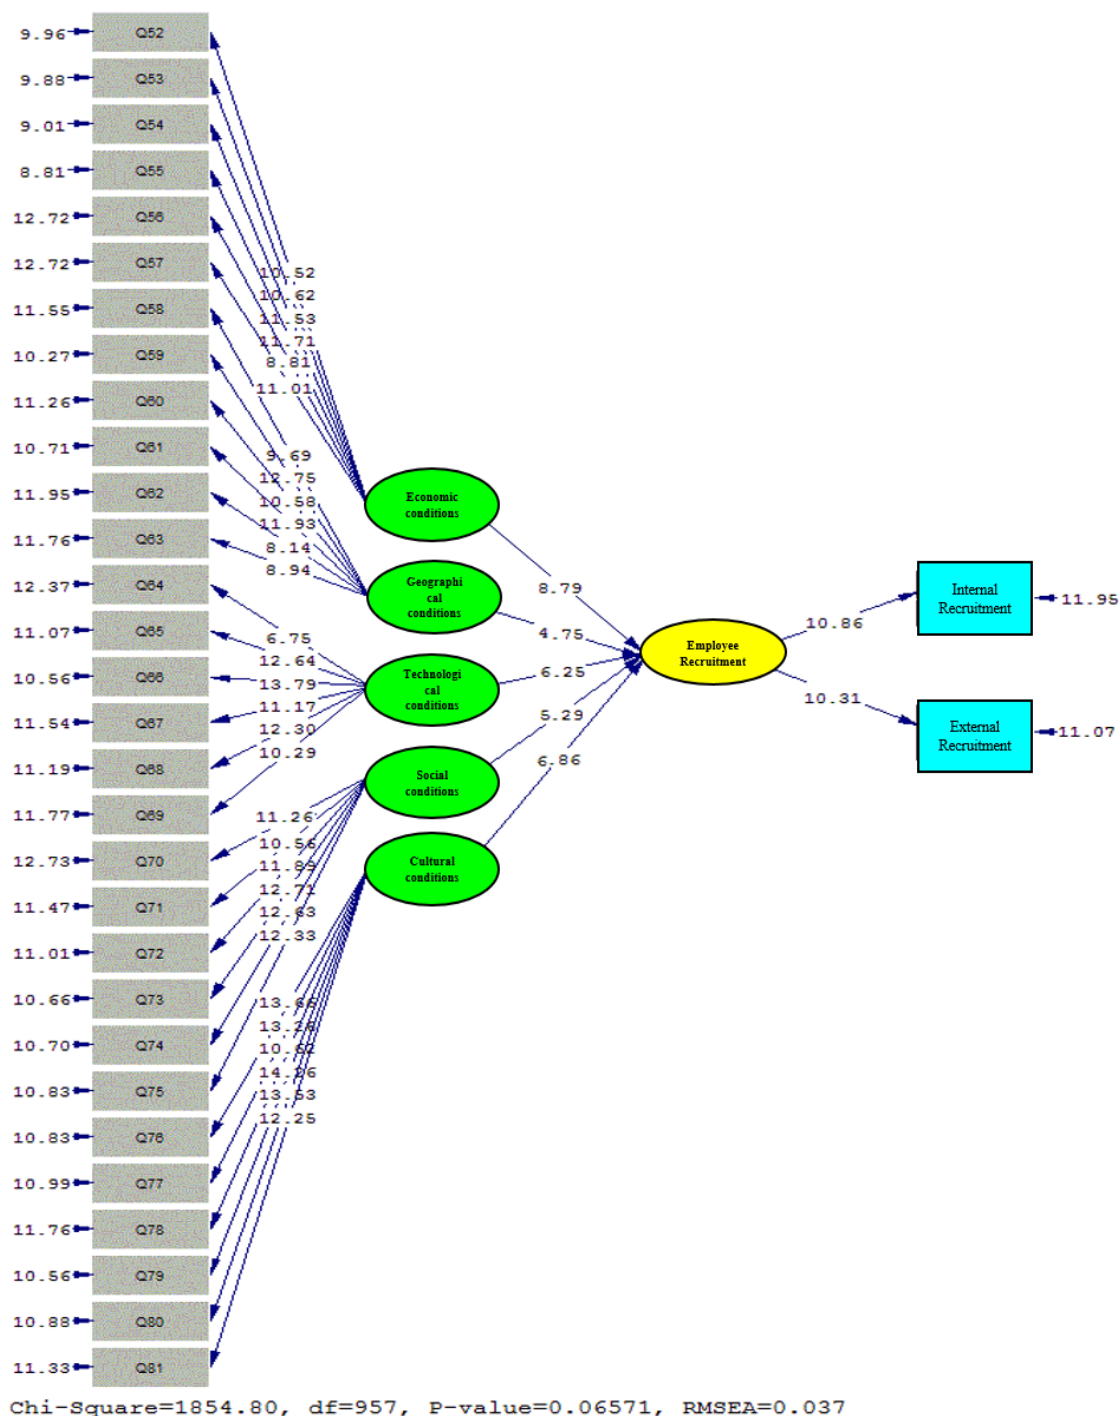 9.96 Q52
9.88 Q53
9.01 Q54
8.81 Q55
12.72 Q56
12.72 Q57
11.55 Q58
10.27 Q59
11.26 Q60
10.71 Q61
11.95 Q62
11.76 Q63
12.37 Q64
11.07 Q65
10.56 Q66
11.54 Q67
11.19 Q68
11.77 Q69
12.73 Q70
11.47 Q71
11.01 Q72
10.66 Q73
10.70 Q74
10.83 Q75
10.83 Q76
10.99 Q77
11.76 Q78
10.56 Q79
10.88 Q80
11.33 Q81
10.52
10.62
11.53
11.71
8.81
11.01
9.69
12.75
10.58
11.93
8.14
8.94
6.75
12.64
13.79
11.17
12.30
10.29
11.26
10.56
11.89
12.71
12.63
12.33
13.66
13.26
10.62
14.26
13.53
12.25
Economic
conditions
Geographi
cal
conditions
Technologi
cal
conditions
Social
conditions
Cultural
conditions
8.79
4.75
6.25
5.29
6.86
Employee
Recruitment
10.86
10.31
Internal
Recruitment
11.95
External
Recruitment
11.07
Chi-Square=1854.80, df=957, P-value=0.06571, RMSEA=0.037